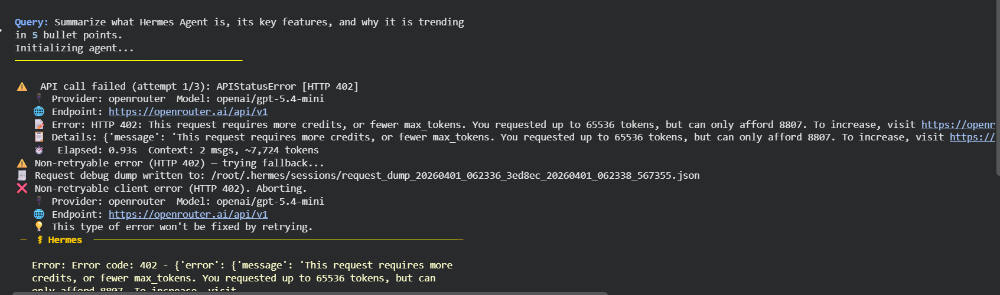 Query: Summarize what Hermes Agent is, its key features, and why it is trending
in 5 bullet points.
Initializing agent...
API call failed (attempt 1/3): APIStatusError [HTTP 402]
Provider: openrouter  Model: openai/gpt-5.4-mini
Endpoint: https://openrouter.ai/api/v1
Error: HTTP 402: This request requires more credits, or fewer max_tokens. You requested up to 65536 tokens, but can only afford 8807. To increase, visit https://openr
Details: {'message': 'This request requires more credits, or fewer max_tokens. You requested up to 65536 tokens, but can only afford 8807. To increase, visit https://
Elapsed: 0.93s  Context: 2 msgs, ~7,724 tokens
Non-retryable error (HTTP 402) — trying fallback...
Request debug dump written to: /root/.hermes/sessions/request_dump_20260401_062336_3ed8ec_20260401_062338_567355.json
Non-retryable client error (HTTP 402). Aborting.
Provider: openrouter  Model: openai/gpt-5.4-mini
Endpoint: https://openrouter.ai/api/v1
This type of error won't be fixed by retrying.
Hermes
Error: Error code: 402 - {'error': {'message': 'This request requires more
credits, or fewer max_tokens. You requested up to 65536 tokens, but can
only afford 8807. To increase, visit